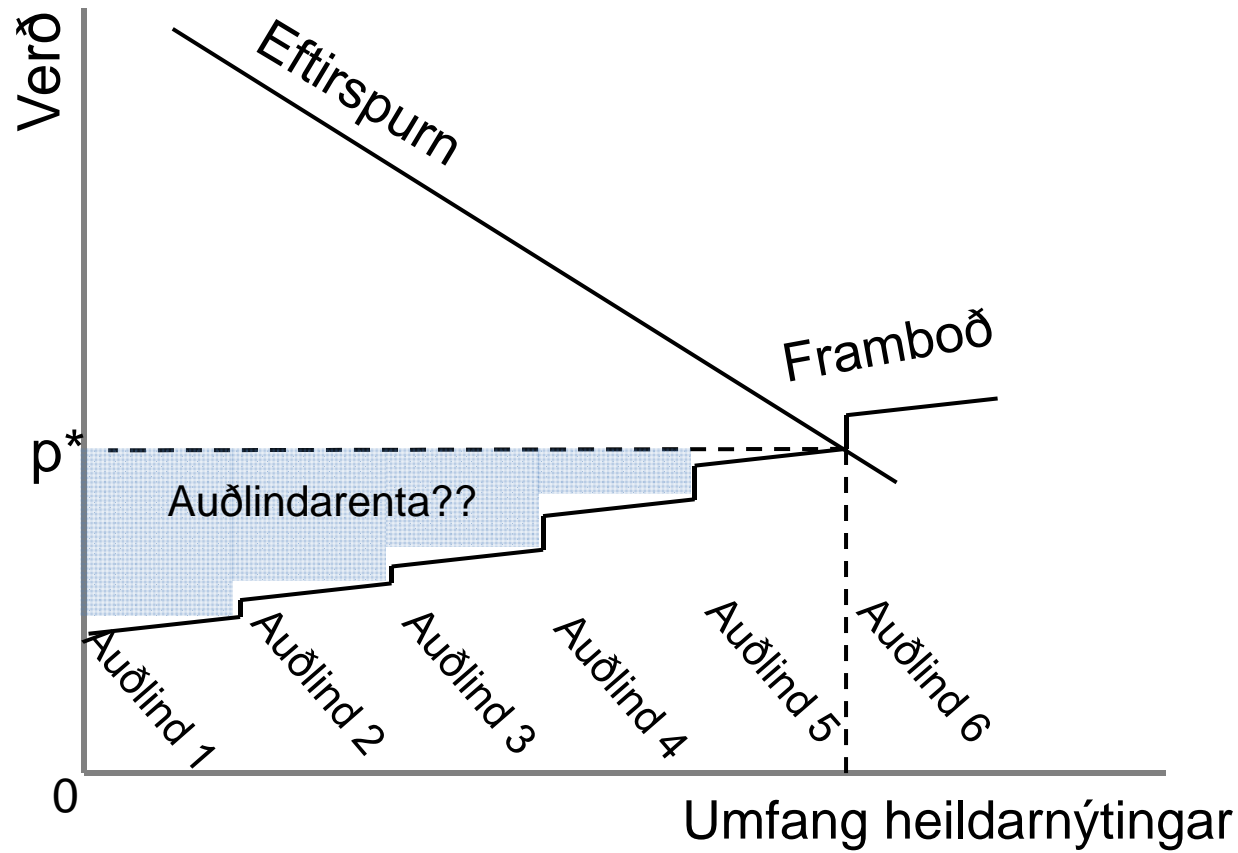 Verð
Eftirspurn
Framboð
p*
Auðlindarenta??
Auðlind 1
Auðlind 2
Auðlind 3
Auðlind 4
Auðlind 5
Auðlind 6
0
Umfang heildarnýtingar